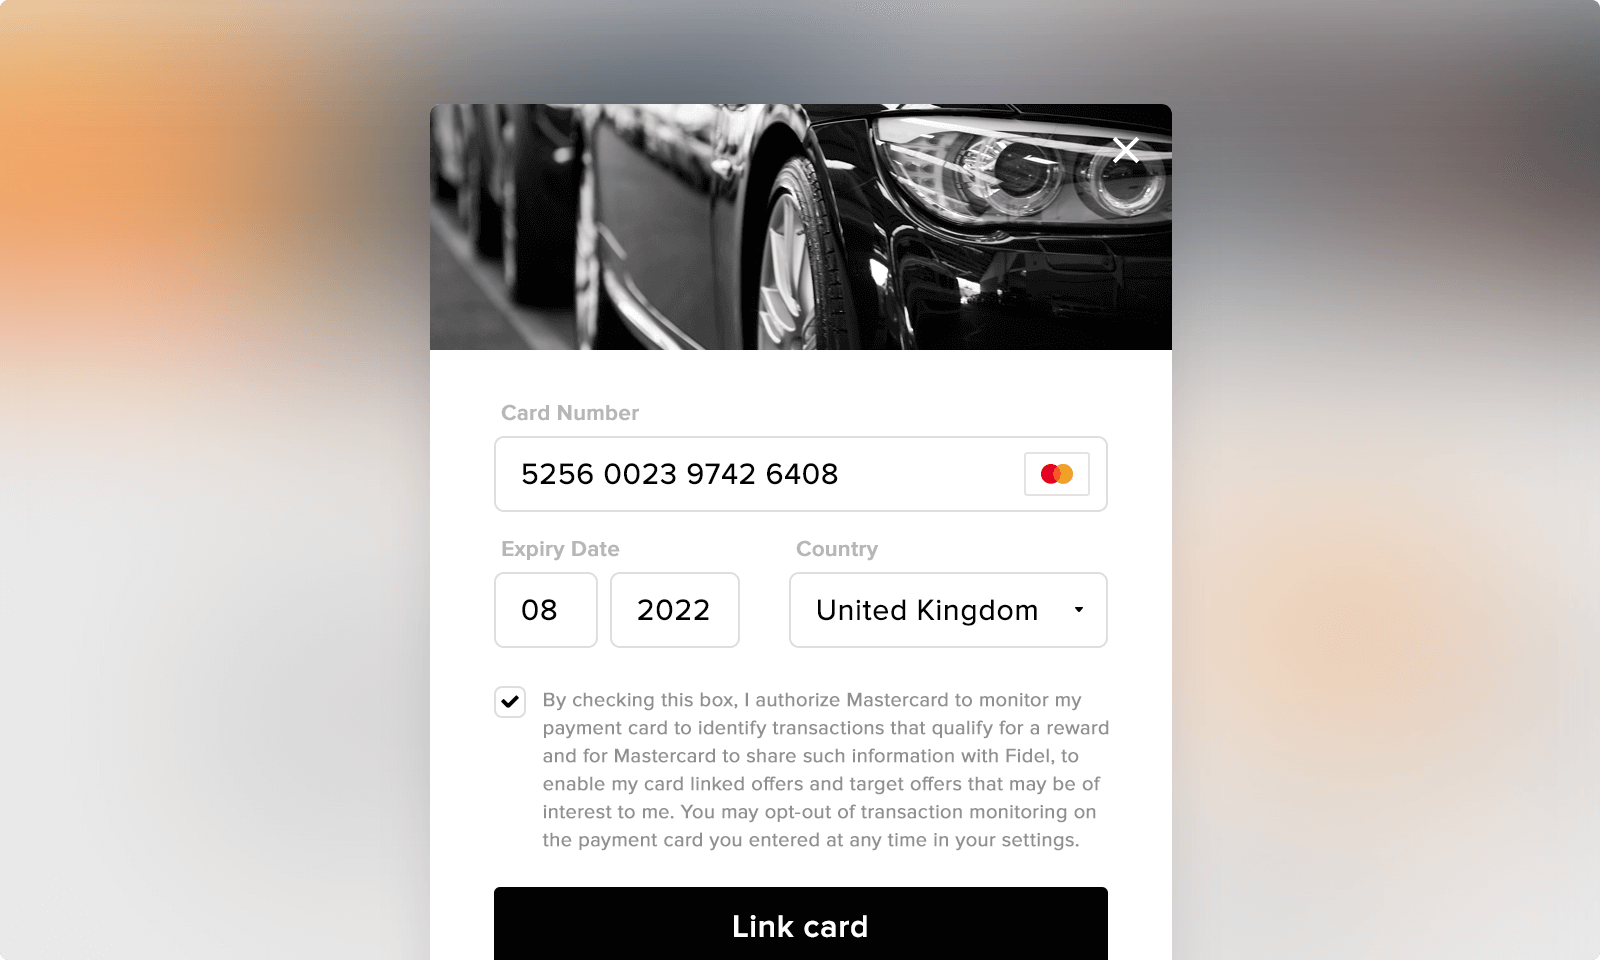 Card Number
5256 0023 9742 6408
Expiry Date
Country
08
2022
United Kingdom
By checking this box, I authorize Mastercard to monitor my
payment card to identify transactions that qualify for a reward
and for Mastercard to share such information with Fidel, to
enable my card linked offers and target offers that may be of
interest to me. You may opt-out of transaction monitoring on
the payment card you entered at any time in your settings.
Link card